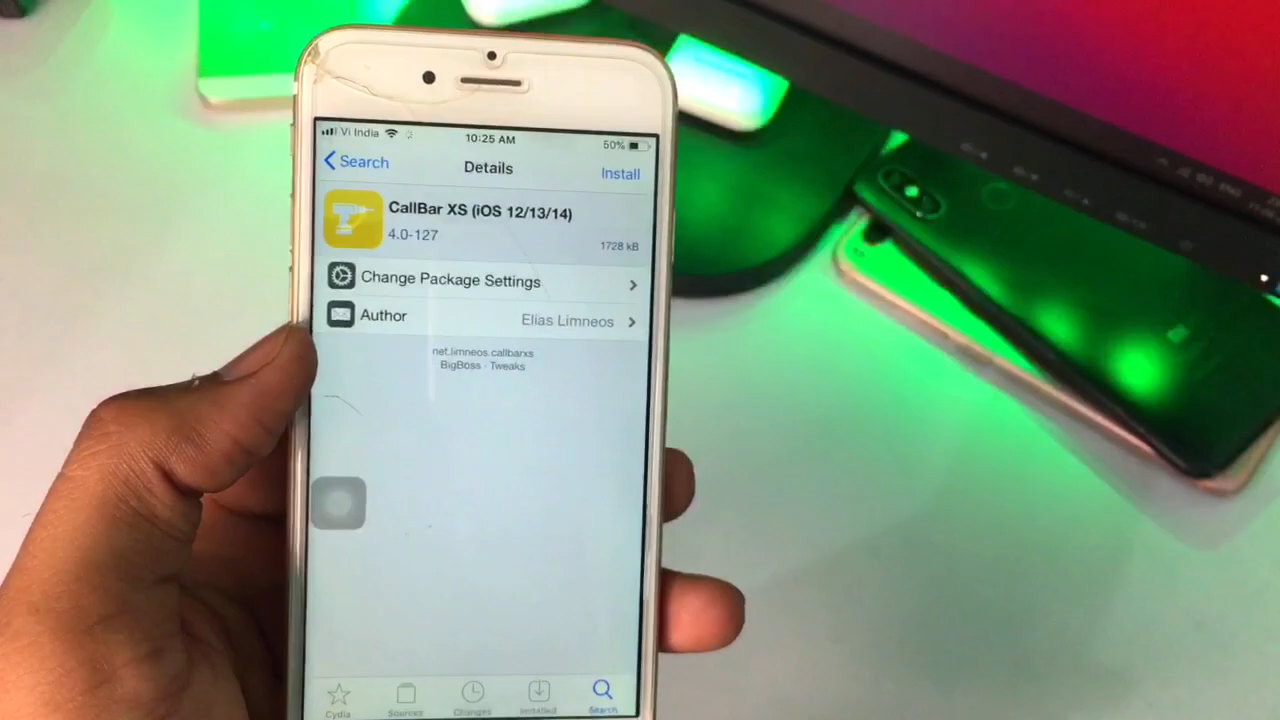 Vi India
10:25 AM
50%
Search
Details
Install
CallBar XS (iOS 12/13/14)
4.0-127
1728 kB
Change Package Settings
Author
Elias Limneos
net.limneos.callbarxs
BigBoss · Tweaks
Cydia
Sources
Changes
Installed
Search